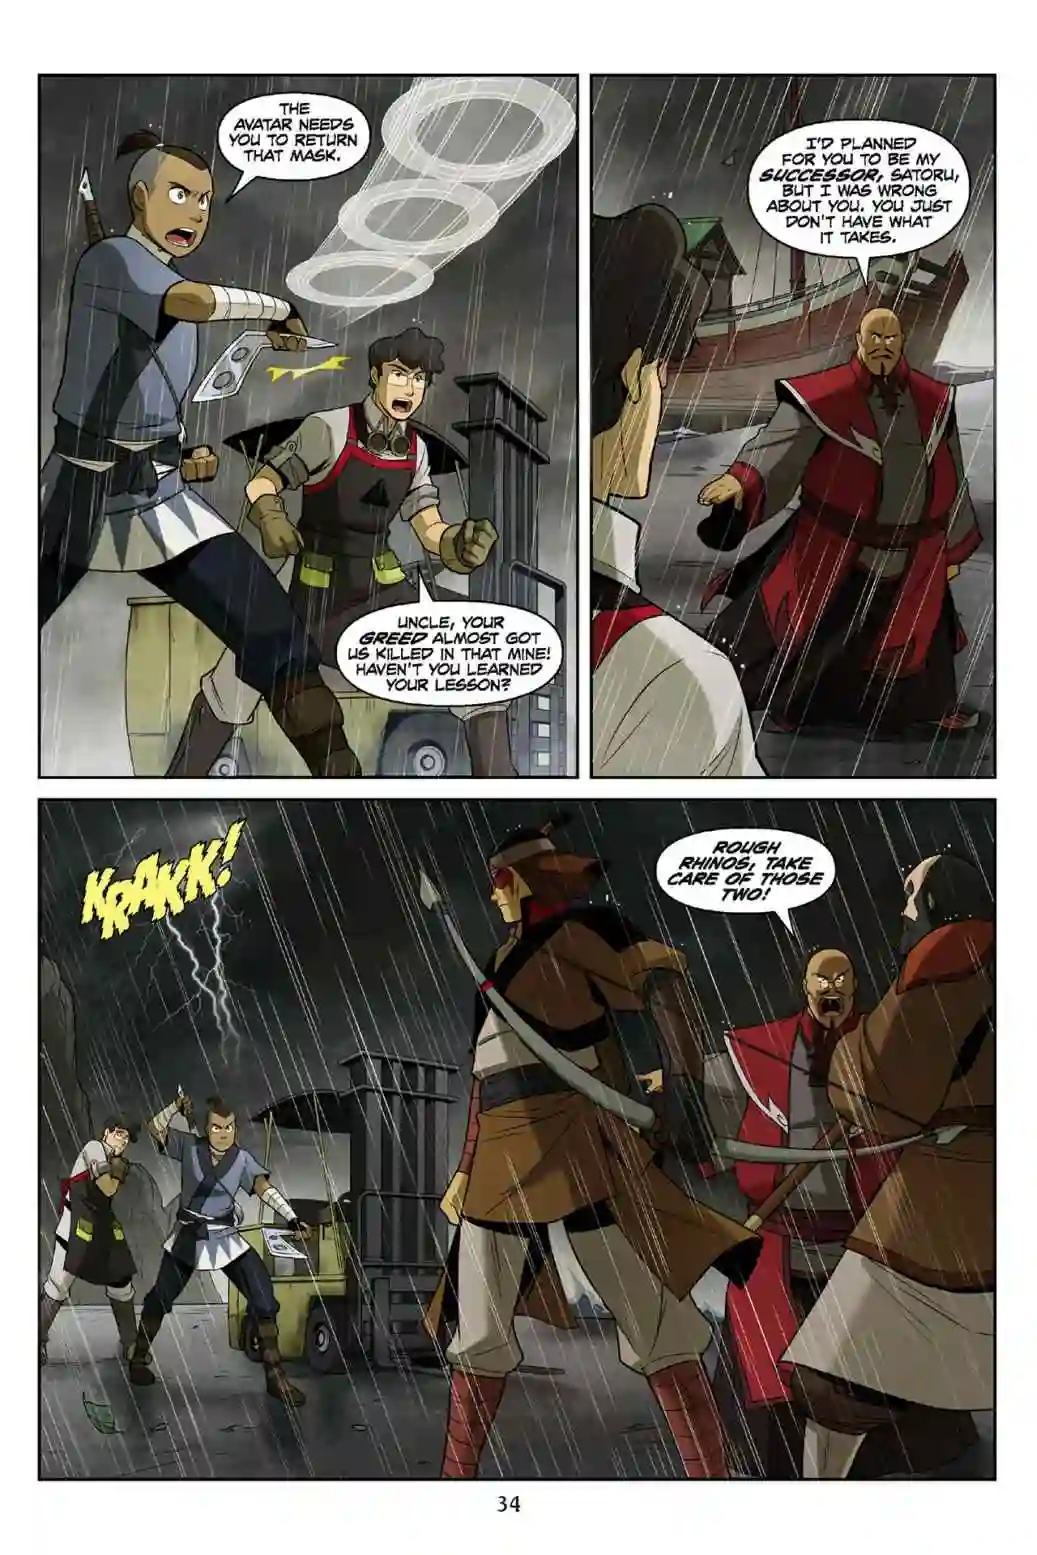 THE
AVATAR NEEDS
YOU TO RETURN
THAT MASK.
UNCLE, YOUR
GREED ALMOST GOT
US KILLED IN THAT MINE!
HAVEN'T YOU LEARNED
YOUR LESSON?
I'D PLANNED
FOR YOU TO BE MY
SUCCESSOR, SATORU,
BUT I WAS WRONG
ABOUT YOU. YOU JUST
DON'T HAVE WHAT
IT TAKES.
KRAKK!
ROUGH
RHINOS, TAKE
CARE OF THOSE
TWO!
34